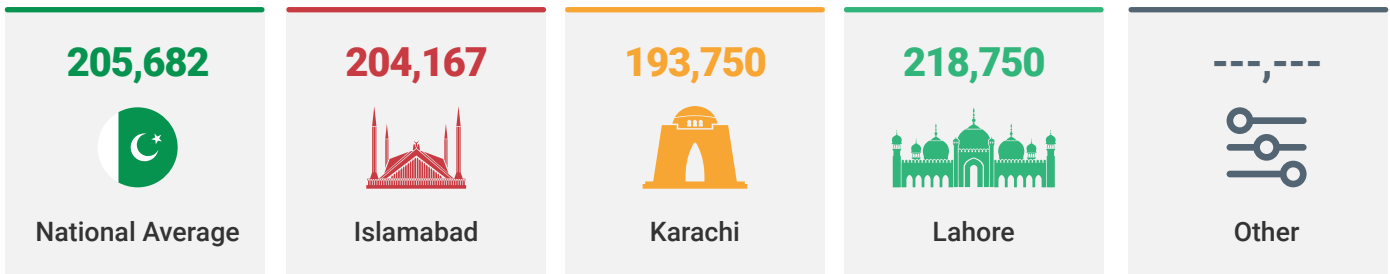 205,682
National Average
204,167
Islamabad
193,750
Karachi
218,750
Lahore
---,---
Other